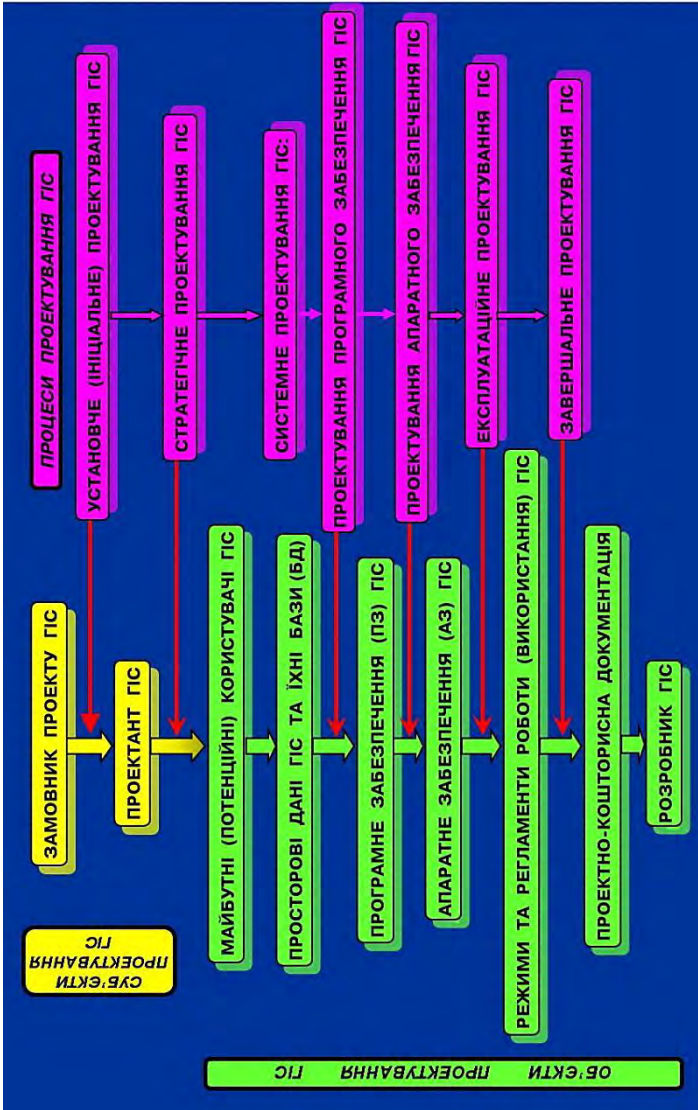 ПРОЦЕСИ ПРОЕКТУВАННЯ ГІС
УСТАНОВЧЕ (ІНІЦІАЛЬНЕ) ПРОЕКТУВАННЯ ГІС
СТРАТЕГІЧНЕ ПРОЕКТУВАННЯ ГІС
СИСТЕМНЕ ПРОЕКТУВАННЯ ГІС:
ПРОЕКТУВАННЯ ПРОГРАМНОГО ЗАБЕЗПЕЧЕННЯ ГІС
ПРОЕКТУВАННЯ АПАРАТНОГО ЗАБЕЗПЕЧЕННЯ ГІС
ЕКСПЛУАТАЦІЙНЕ ПРОЕКТУВАННЯ ГІС
ЗАВЕРШАЛЬНЕ ПРОЕКТУВАННЯ ГІС
СУБ'ЄКТИ
ПРОЕКТУВАННЯ
ГІС
ЗАМОВНИК ПРОЕКТУ ГІС
ПРОЕКТАНТ ГІС
ОБ'ЄКТИ ПРОЕКТУВАННЯ ГІС
МАЙБУТНІ (ПОТЕНЦІЙНІ) КОРИСТУВАЧІ ГІС
ПРОСТОРОВІ ДАНІ ГІС ТА ЇХНІ БАЗИ (БД)
ПРОГРАМНЕ ЗАБЕЗПЕЧЕННЯ (ПЗ) ГІС
АПАРАТНЕ ЗАБЕЗПЕЧЕННЯ (АЗ) ГІС
РЕЖИМИ ТА РЕГЛАМЕНТИ РОБОТИ (ВИКОРИСТАННЯ) ГІС
ПРОЕКТНО-КОШТОРИСНА ДОКУМЕНТАЦІЯ
РОЗРОБНИК ГІС